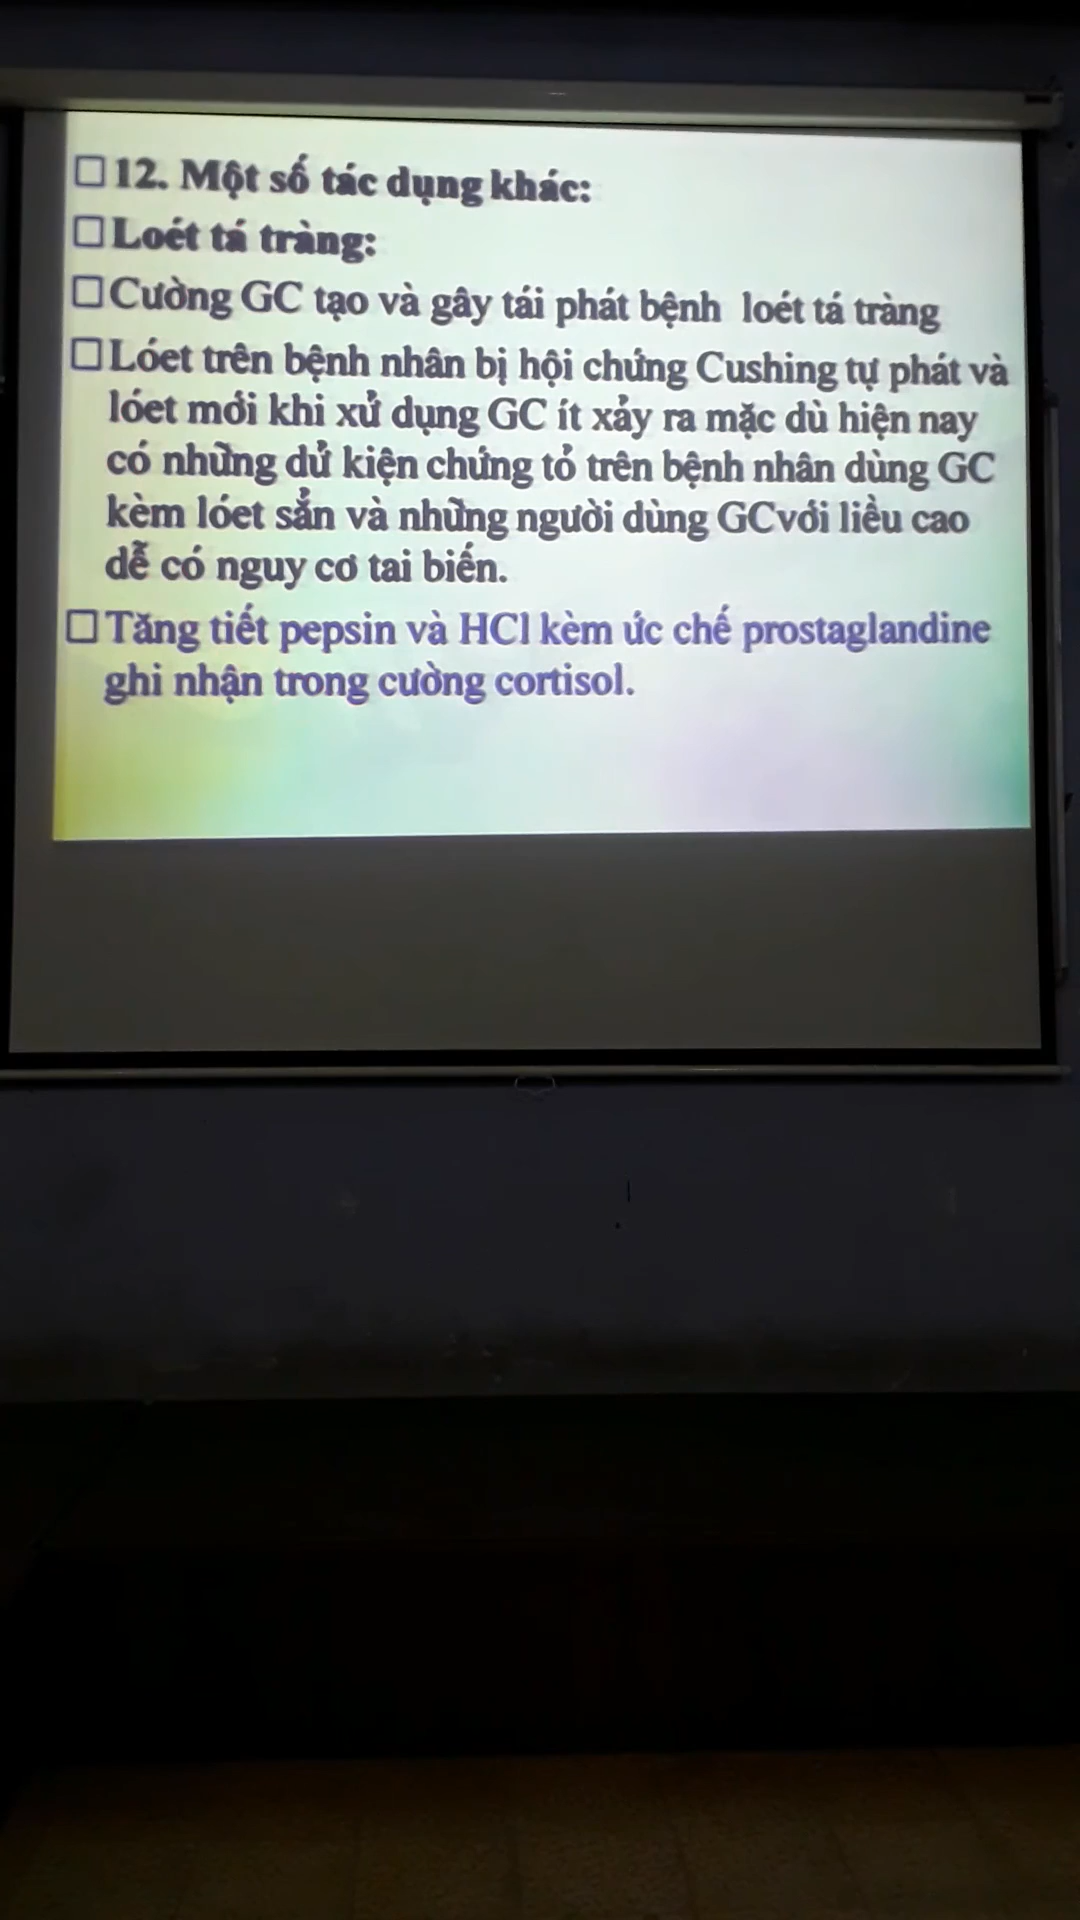 12. Một số tác dụng khác:
Loét tá tràng:
Cường GC tạo và gây tái phát bệnh loét tá tràng
Lóet trên bệnh nhân bị hội chứng Cushing tự phát và
lóet mới khi xử dụng GC ít xảy ra mặc dù hiện nay
có những dử kiện chứng tỏ trên bệnh nhân dùng GC
kèm lóet sẳn và những người dùng GCvới liều cao
dễ có nguy cơ tai biến.
Tăng tiết pepsin và HCl kèm ức chế prostaglandine
ghi nhận trong cường cortisol.